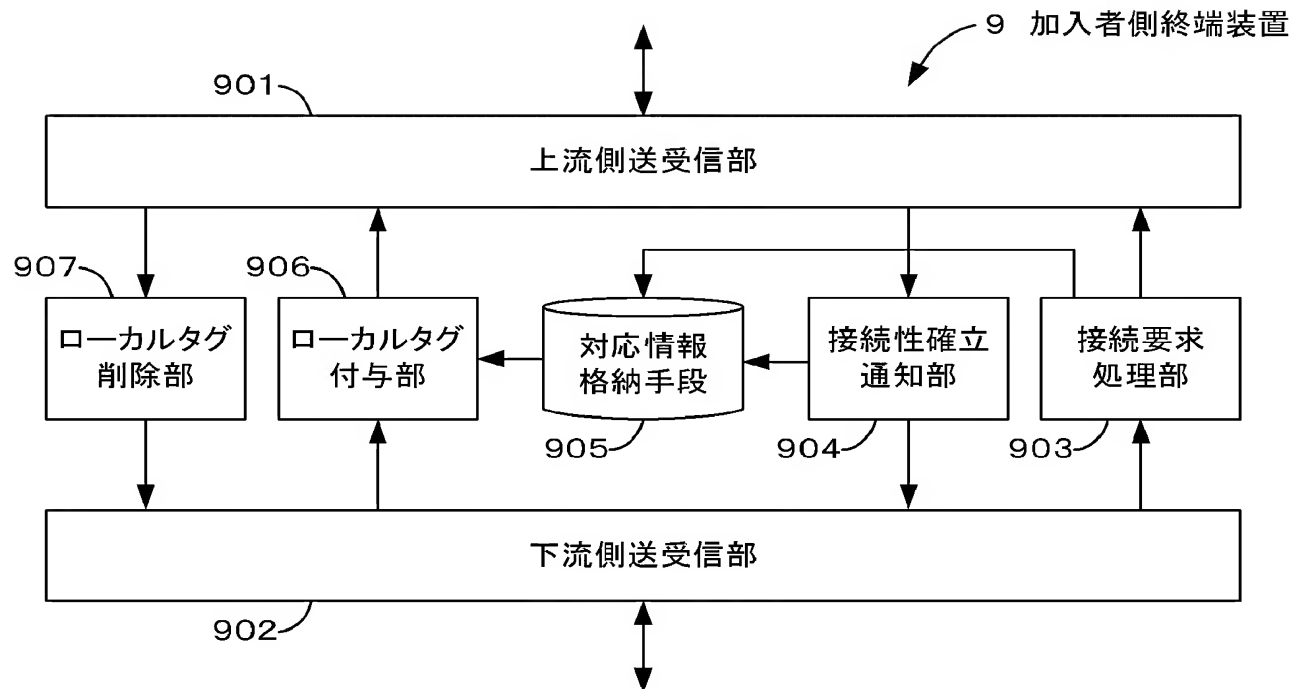 9 加入者側終端装置
901
上流側送受信部
907
906
ローカルタグ
削除部
ローカルタグ
付与部
対応情報
格納手段
接続性確立
通知部
接続要求
処理部
905
904
903
下流側送受信部
902